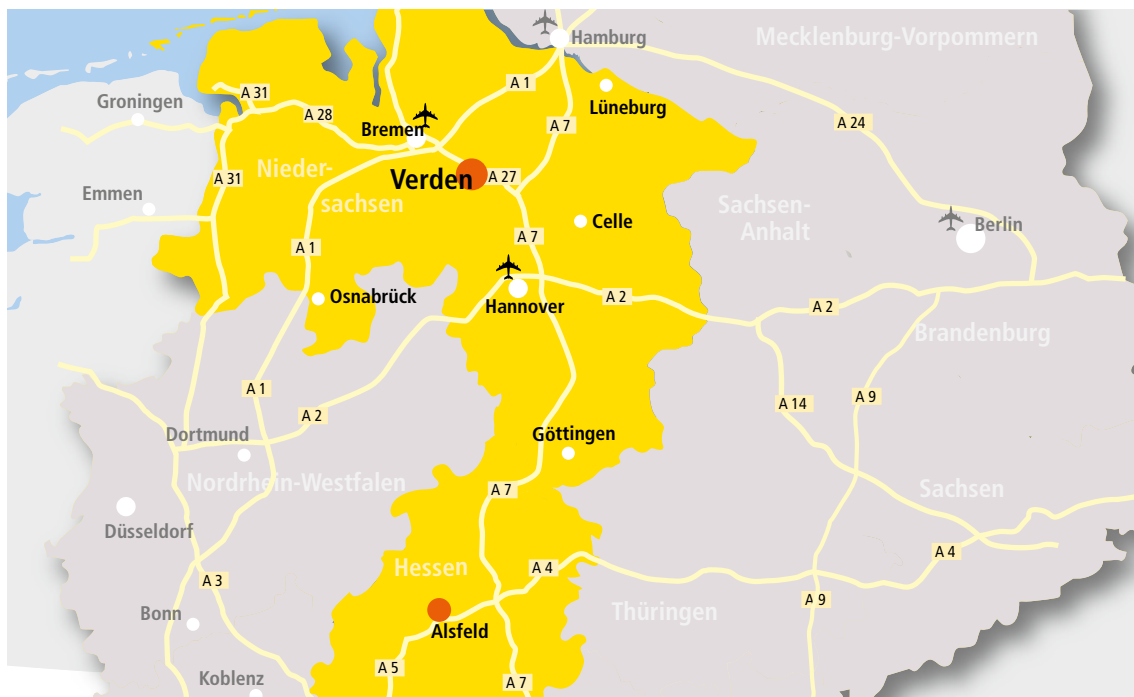 Hamburg
Mecklenburg-Vorpommern
A 1
Lüneburg
A 31
Groningen
A 28
A 7
A 24
Bremen
Nieder-
sachsen
A 31
Verden
A 27
Emmen
Sachsen-
Anhalt
Celle
Berlin
A 7
A 1
Osnabrück
Hannover
A 2
A 2
Brandenburg
A 1
A 2
A 14
A 9
Dortmund
Göttingen
Nordrhein-Westfalen
A 7
Sachsen
Düsseldorf
Hessen
A 4
A 4
A 3
Bonn
Thüringen
A 9
Alsfeld
A 5
Koblenz
A 7